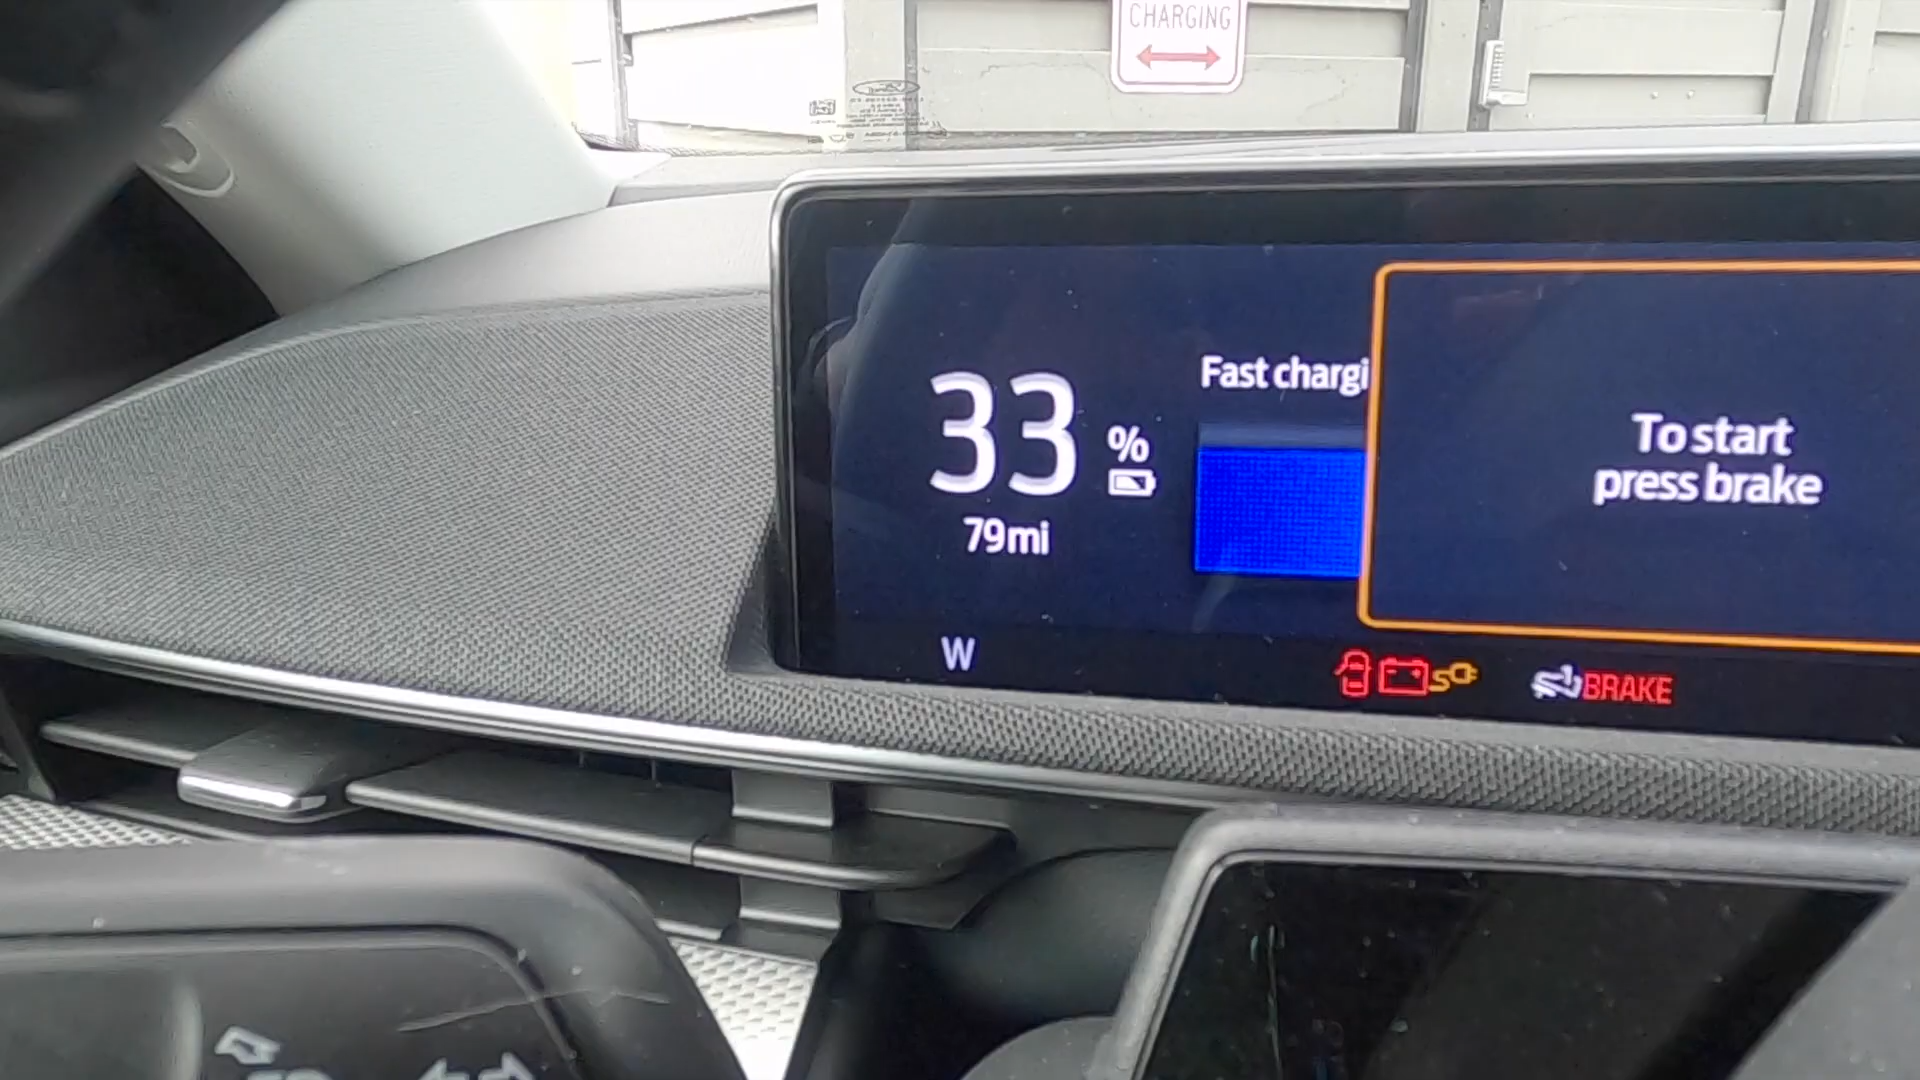 CHARGING
33
%
79mi
Fast chargi
To start
press brake
W
BRAKE